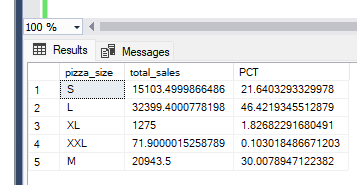 100 %
Results Messages
pizza_size total_sales PCT
1 S 15103.4999866486 21.6403293329978
2 L 32399.4000778198 46.4219345512879
3 XL 1275 1.82682291680491
4 XXL 71.9000015258789 0.103018486671203
5 M 20943.5 30.0078947122382